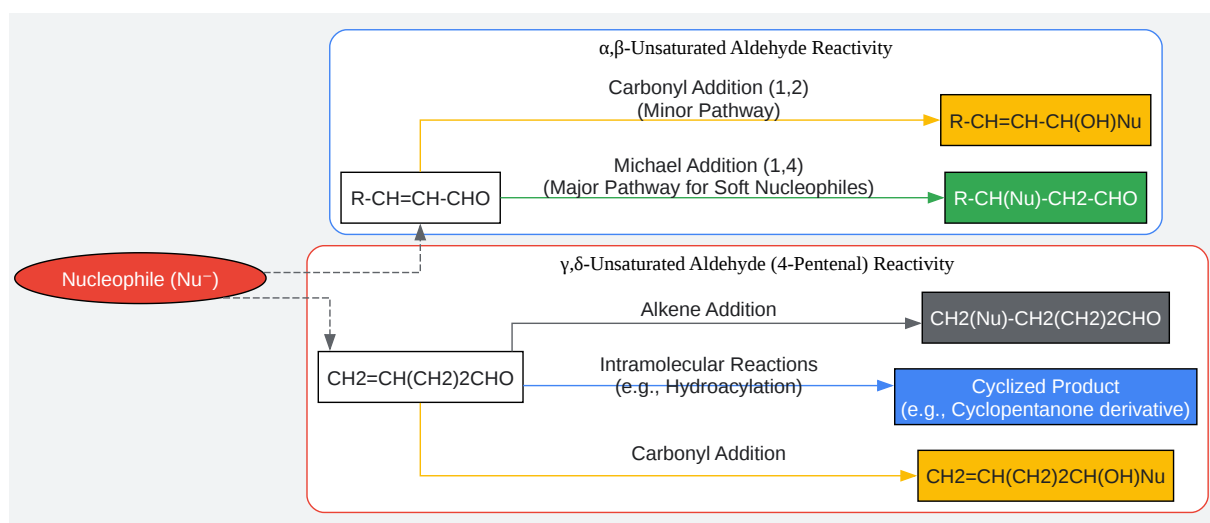 α,β-Unsaturated Aldehyde Reactivity
Carbonyl Addition (1,2)
(Minor Pathway)
R-CH=CH-CH(OH)Nu
Michael Addition (1,4)
(Major Pathway for Soft Nucleophiles)
R-CH=CH-CHO
R-CH(Nu)-CH2-CHO
Nucleophile (Nu⁻)
γ,δ-Unsaturated Aldehyde (4-Pentenal) Reactivity
Alkene Addition
CH2(Nu)-CH2(CH2)2CHO
CH2=CH(CH2)2CHO
Intramolecular Reactions
(e.g., Hydroacylation)
Cyclized Product
(e.g., Cyclopentanone derivative)
Carbonyl Addition
CH2=CH(CH2)2CH(OH)Nu